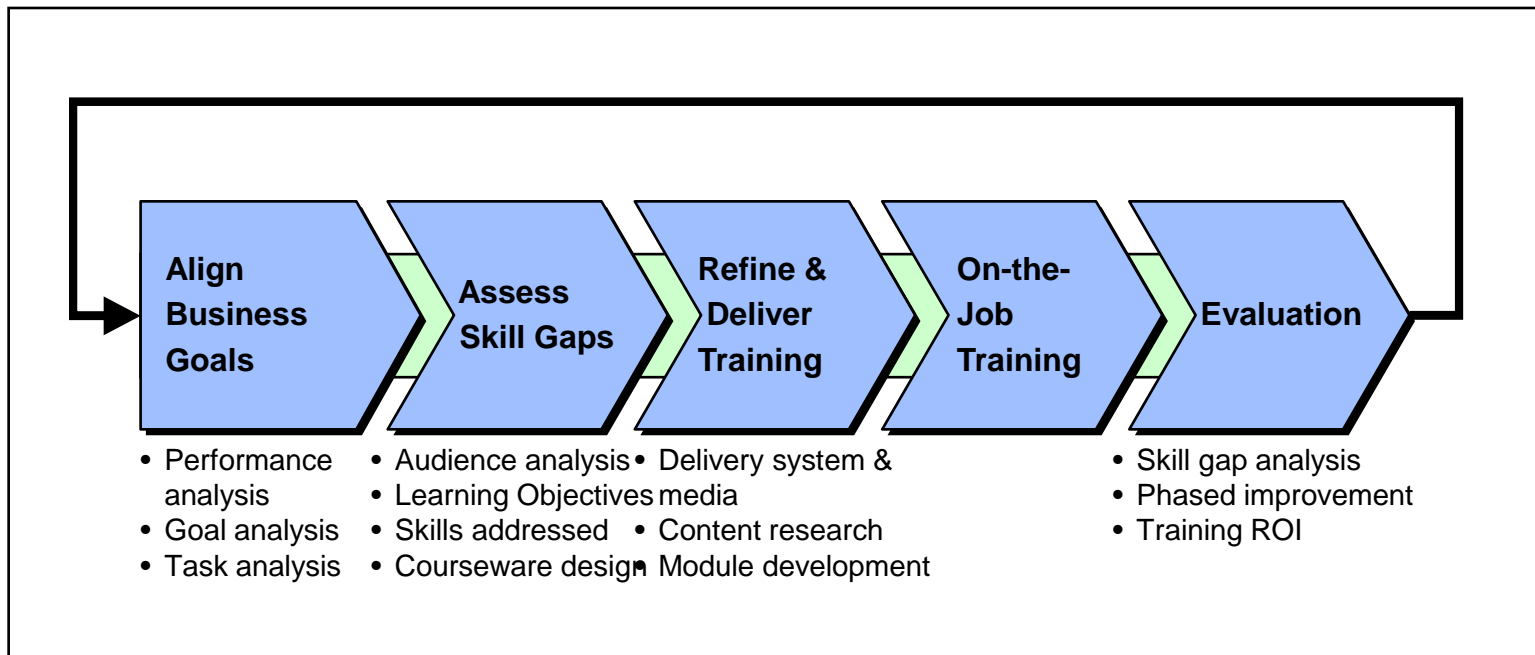 Align
Business
Goals
Assess
Skill Gaps
Refine &
Deliver
Training
On-the-
Job
Training
Evaluation
• Performance
analysis
• Goal analysis
• Task analysis
• Audience analysis
• Learning Objectives
• Skills addressed
• Courseware design
• Delivery system &
media
• Content research
• Module development
• Skill gap analysis
• Phased improvement
• Training ROI